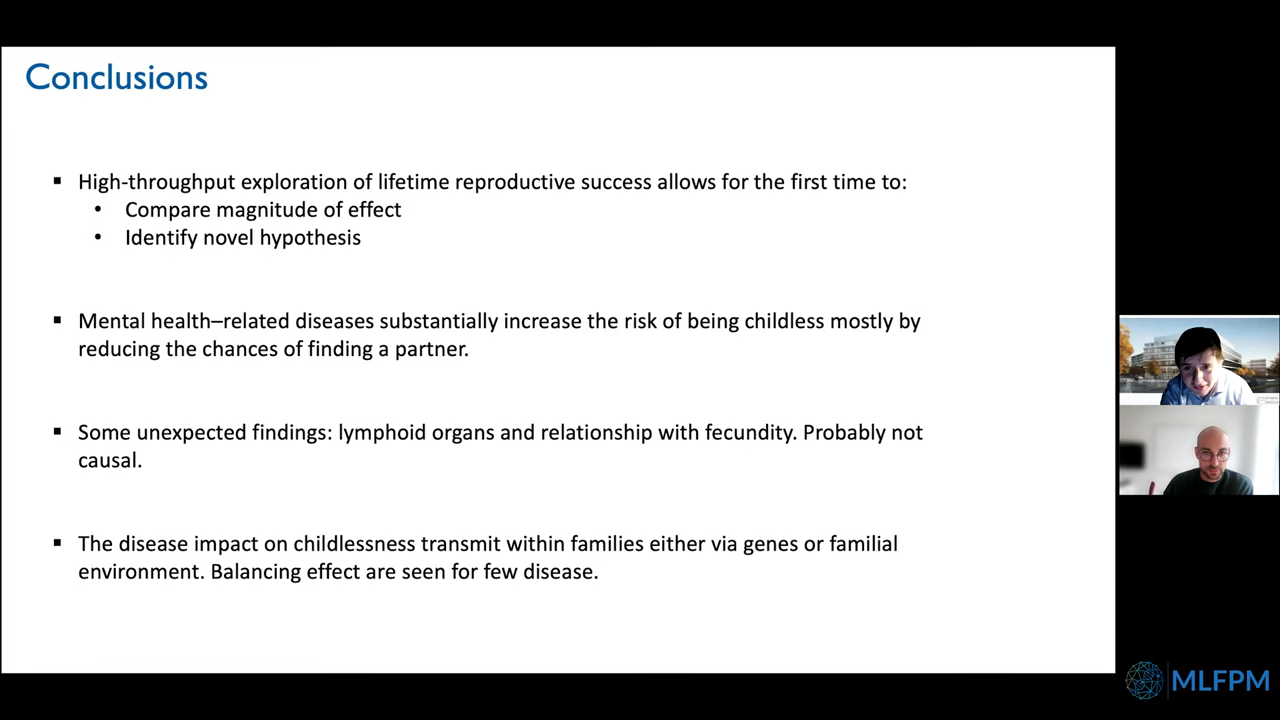 Conclusions
High-throughput exploration of lifetime reproductive success allows for the first time to:
Compare magnitude of effect
Identify novel hypothesis
Mental health–related diseases substantially increase the risk of being childless mostly by
reducing the chances of finding a partner.
Some unexpected findings: lymphoid organs and relationship with fecundity. Probably not
causal.
The disease impact on childlessness transmit within families either via genes or familial
environment. Balancing effect are seen for few disease.
MLFPM